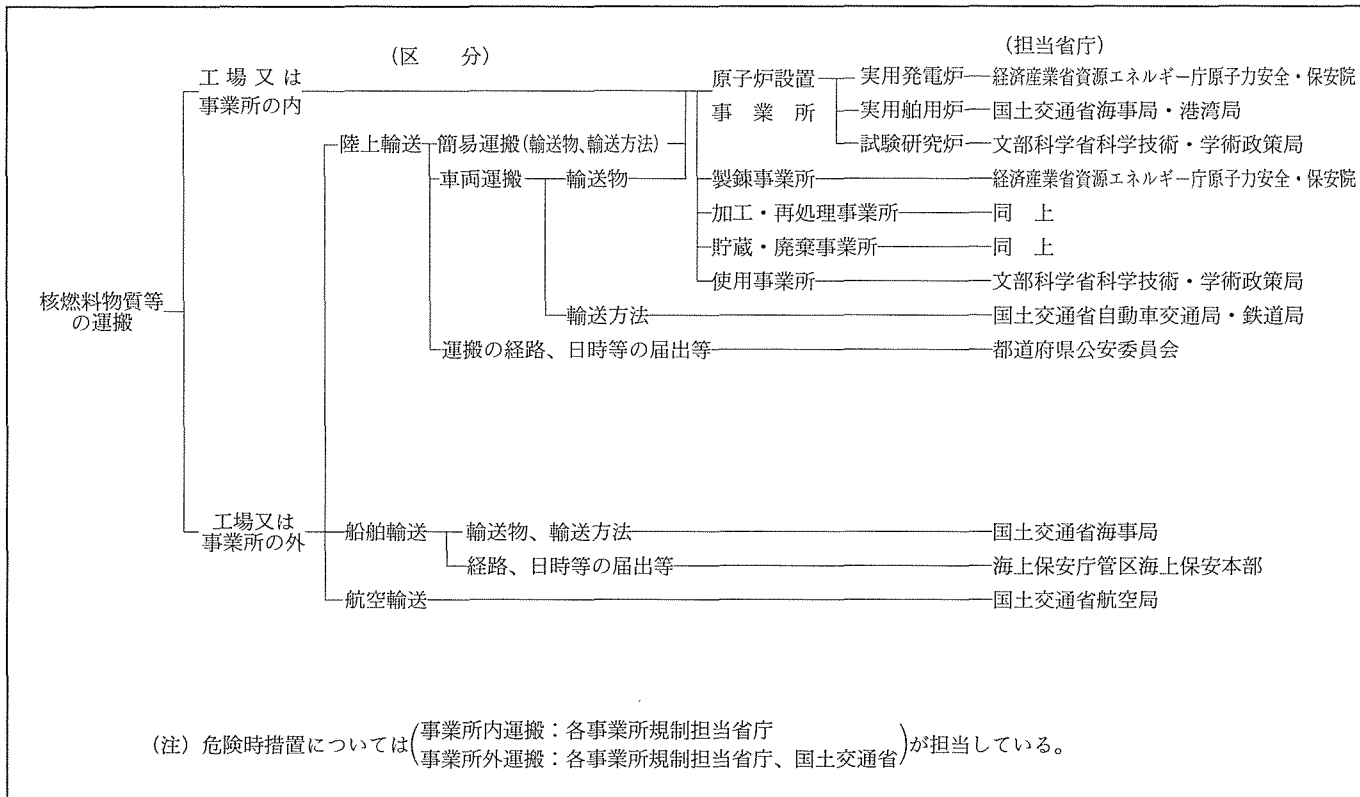 (区　　分)
(担当省庁)
工場又は
事業所の内
原子炉設置
事業所
実用発電炉
経済産業省資源エネルギー庁原子力安全・保安院
実用舶用炉
国土交通省海事局・港湾局
試験研究炉
文部科学省科学技術・学術政策局
陸上輸送
簡易運搬(輸送物、輸送方法)
車両運搬
輸送物
製錬事業所
経済産業省資源エネルギー庁原子力安全・保安院
加工・再処理事業所
同　上
貯蔵・廃棄事業所
同　上
使用事業所
文部科学省科学技術・学術政策局
核燃料物質等
の運搬
輸送方法
国土交通省自動車交通局・鉄道局
運搬の経路、日時等の届出等
都道府県公安委員会
工場又は
事業所の外
船舶輸送
輸送物、輸送方法
国土交通省海事局
経路、日時等の届出等
海上保安庁管区海上保安本部
航空輸送
国土交通省航空局
(注) 危険時措置については(事業所内運搬:各事業所規制担当省庁
事業所外運搬:各事業所規制担当省庁、国土交通省)が担当している。